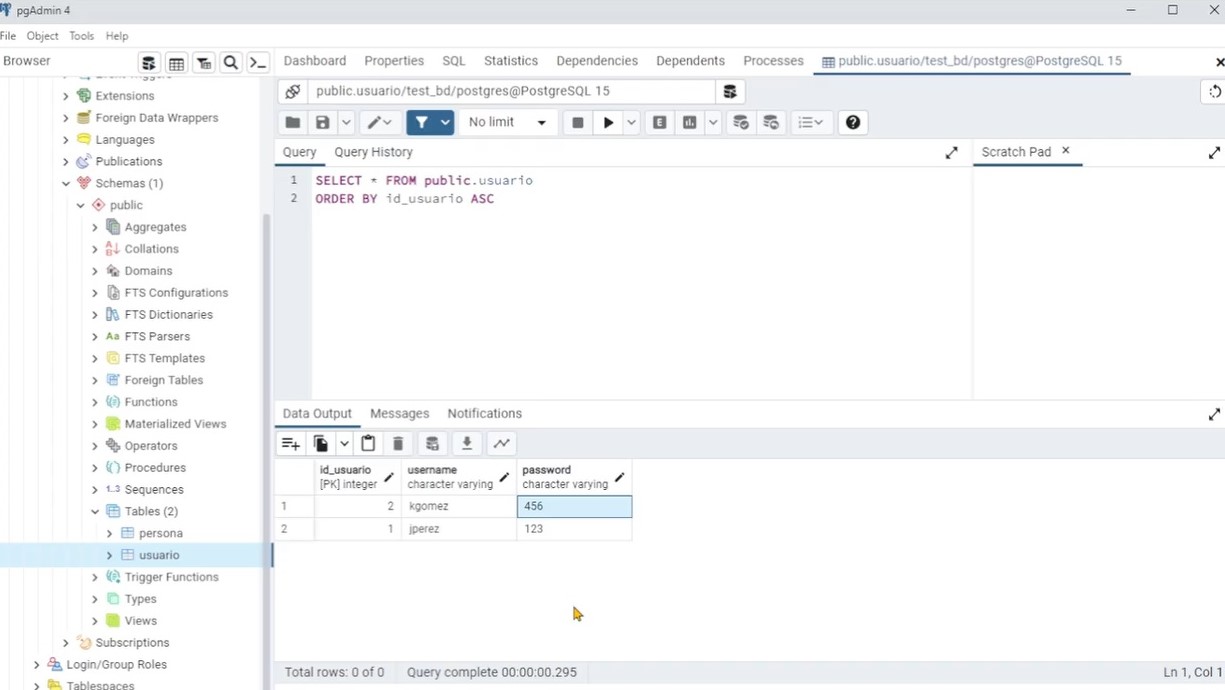 pgAdmin 4
File Object Tools Help
Browser
Dashboard Properties SQL Statistics Dependencies Dependents Processes public.usuario/test_bd/postgres@PostgreSQL 15
Extensions
Foreign Data Wrappers
Languages
Publications
Schemas (1)
public
Aggregates
Collations
Domains
FTS Configurations
FTS Dictionaries
Aa FTS Parsers
FTS Templates
Foreign Tables
Functions
Materialized Views
Operators
Procedures
1..3 Sequences
Tables (2)
persona
usuario
Trigger Functions
Types
Views
Subscriptions
Login/Group Roles
Tablespaces
public.usuario/test_bd/postgres@PostgreSQL 15
No limit
E
Query Query History
Scratch Pad
1 SELECT * FROM public.usuario
2 ORDER BY id_usuario ASC
Data Output Messages Notifications
id_usuario username password
[PK] integer character varying character varying
1 2 kgomez 456
2 1 jperez 123
Total rows: 0 of 0 Query complete 00:00:00.295 Ln 1, Col 1